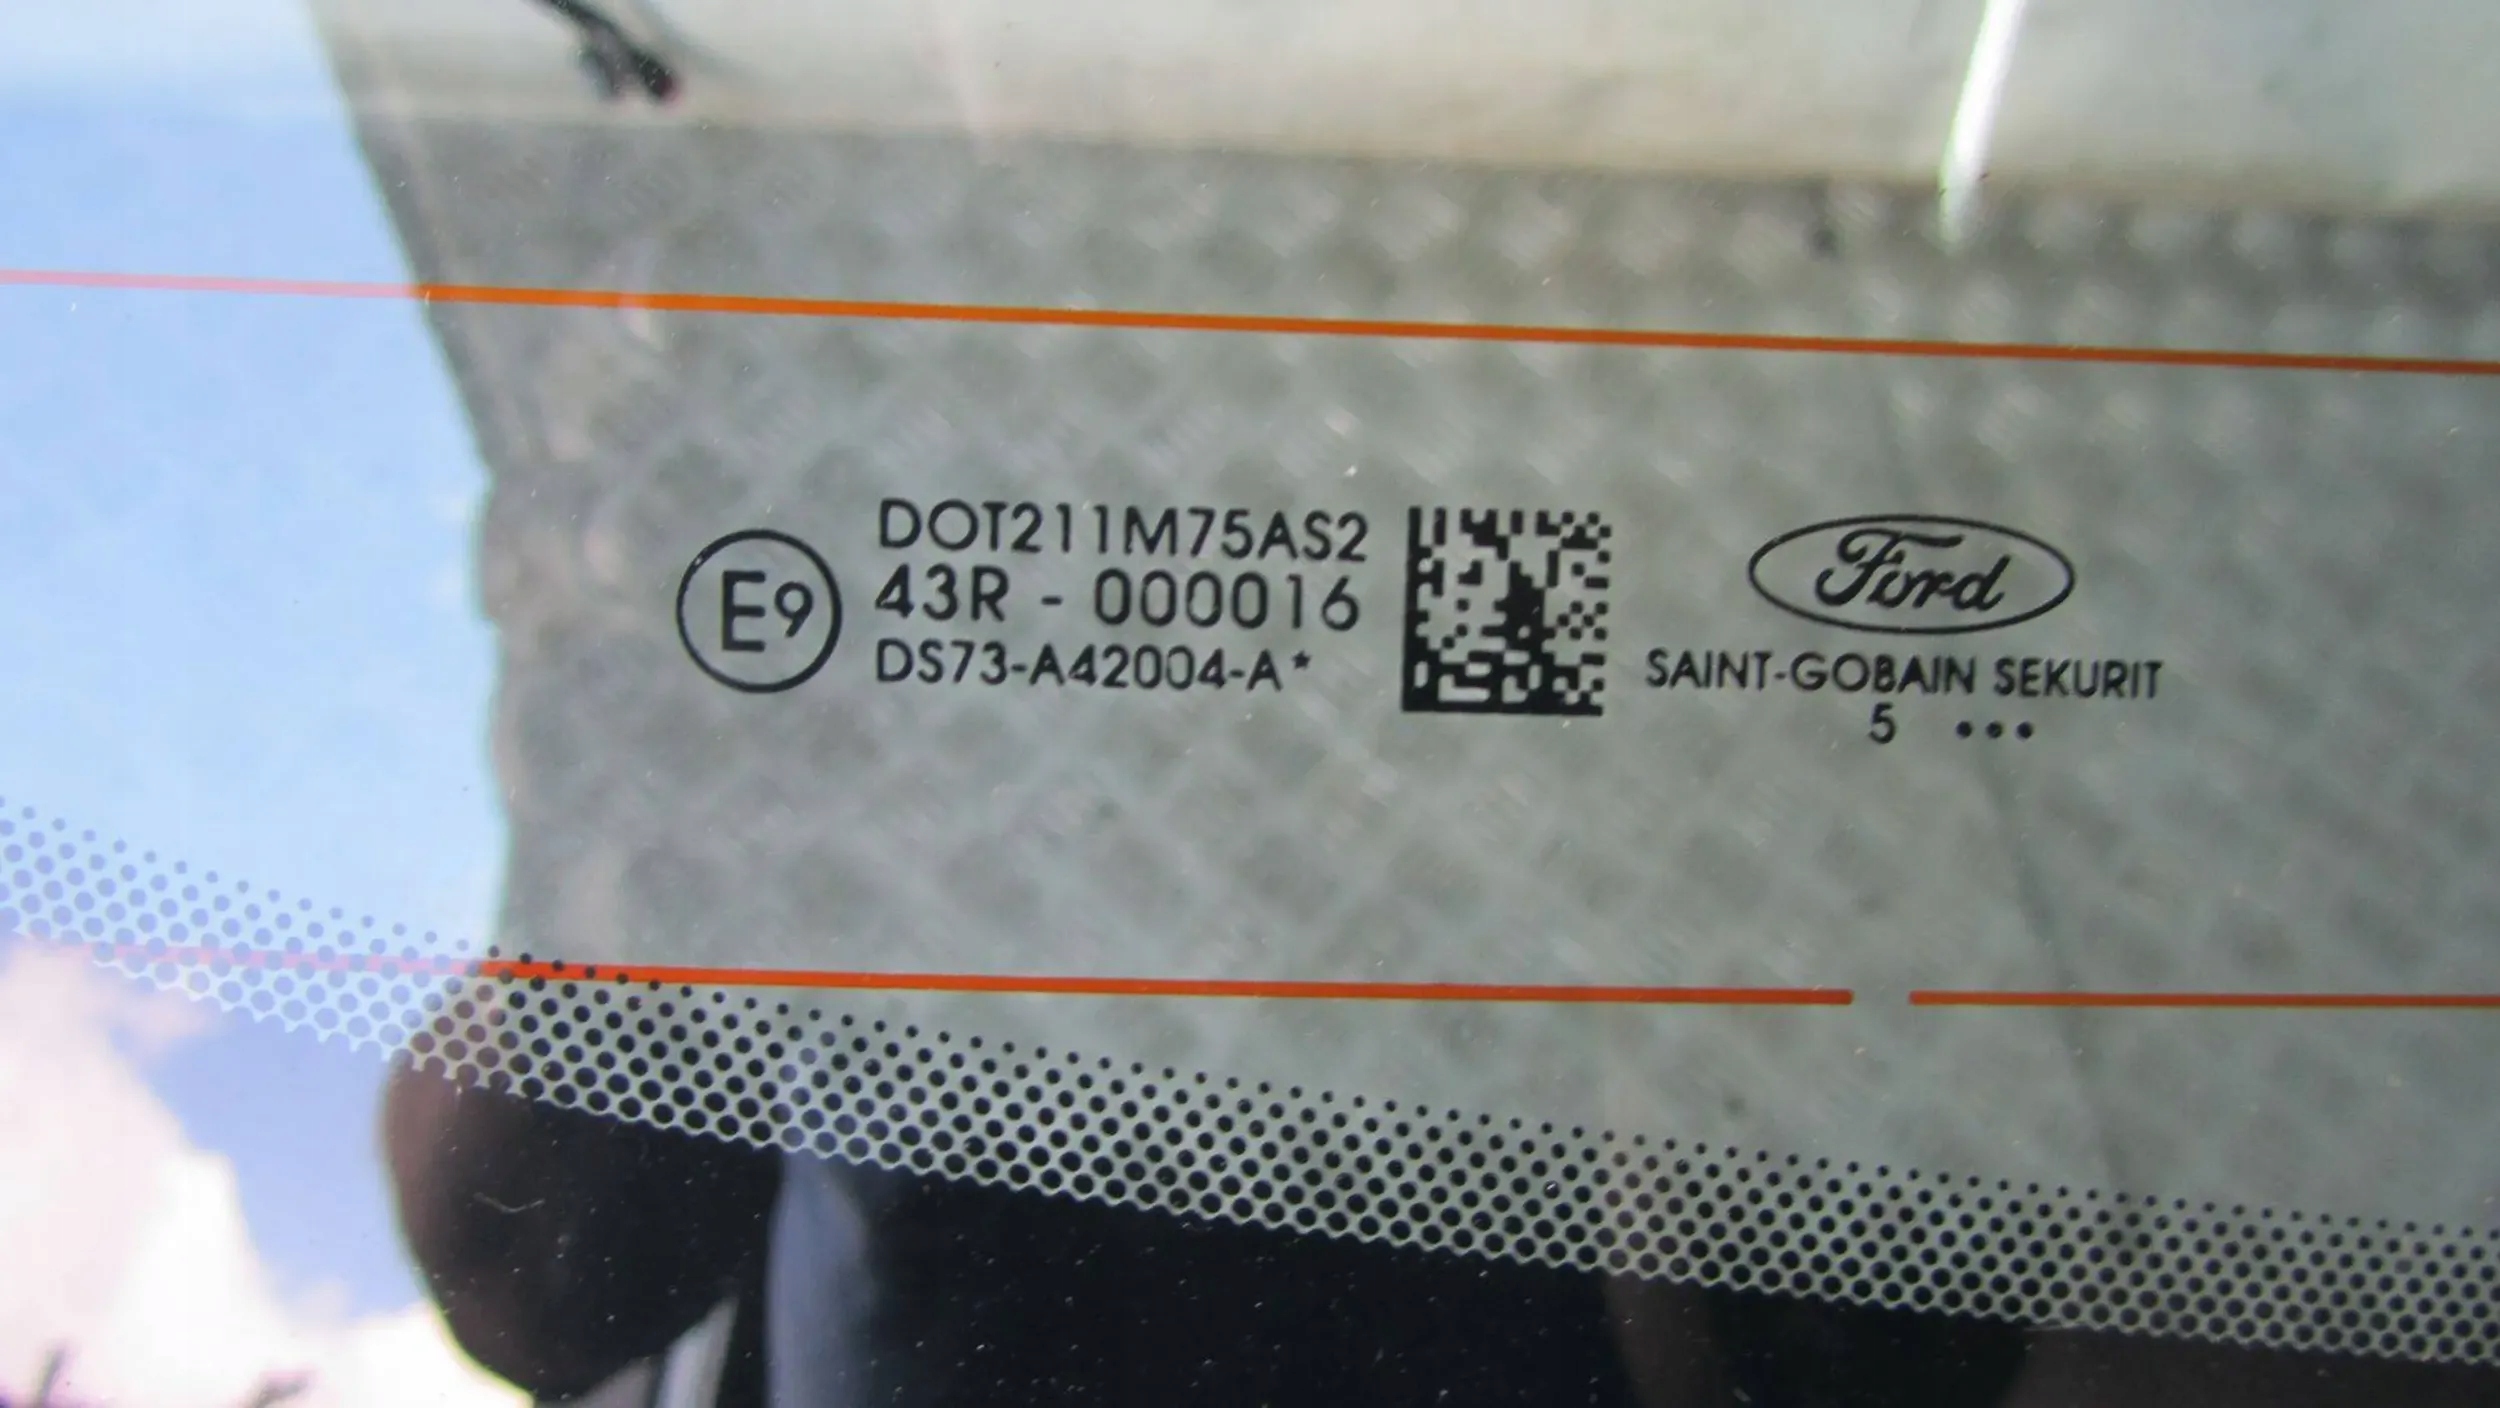 E9
DOT211M75AS2
43R - 000016
DS73-A42004-A*
Ford
SAINT-GOBAIN SEKURIT
5 •••